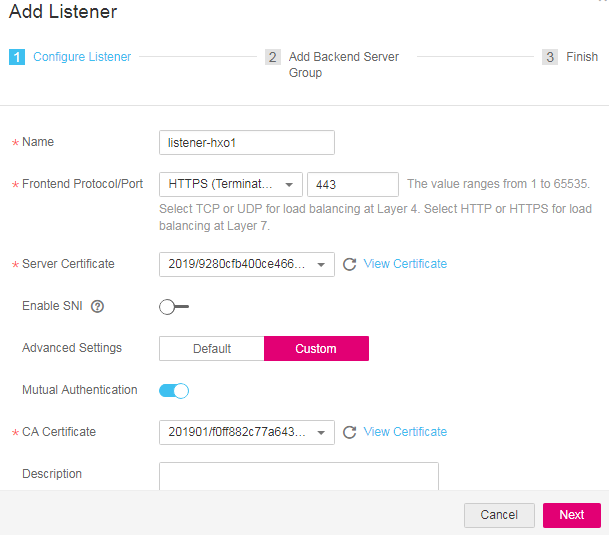 Add Listener
1 Configure Listener
2 Add Backend Server
Group
3 Finish
* Name listener-hxo1
* Frontend Protocol/Port HTTPS (Terminat... 443 The value ranges from 1 to 65535.
Select TCP or UDP for load balancing at Layer 4. Select HTTP or HTTPS for load
balancing at Layer 7.
* Server Certificate 2019/9280cfb400ce466... View Certificate
Enable SNI ?
Advanced Settings Default Custom
Mutual Authentication
* CA Certificate 201901/f0ff882c77a643... View Certificate
Description
Cancel Next